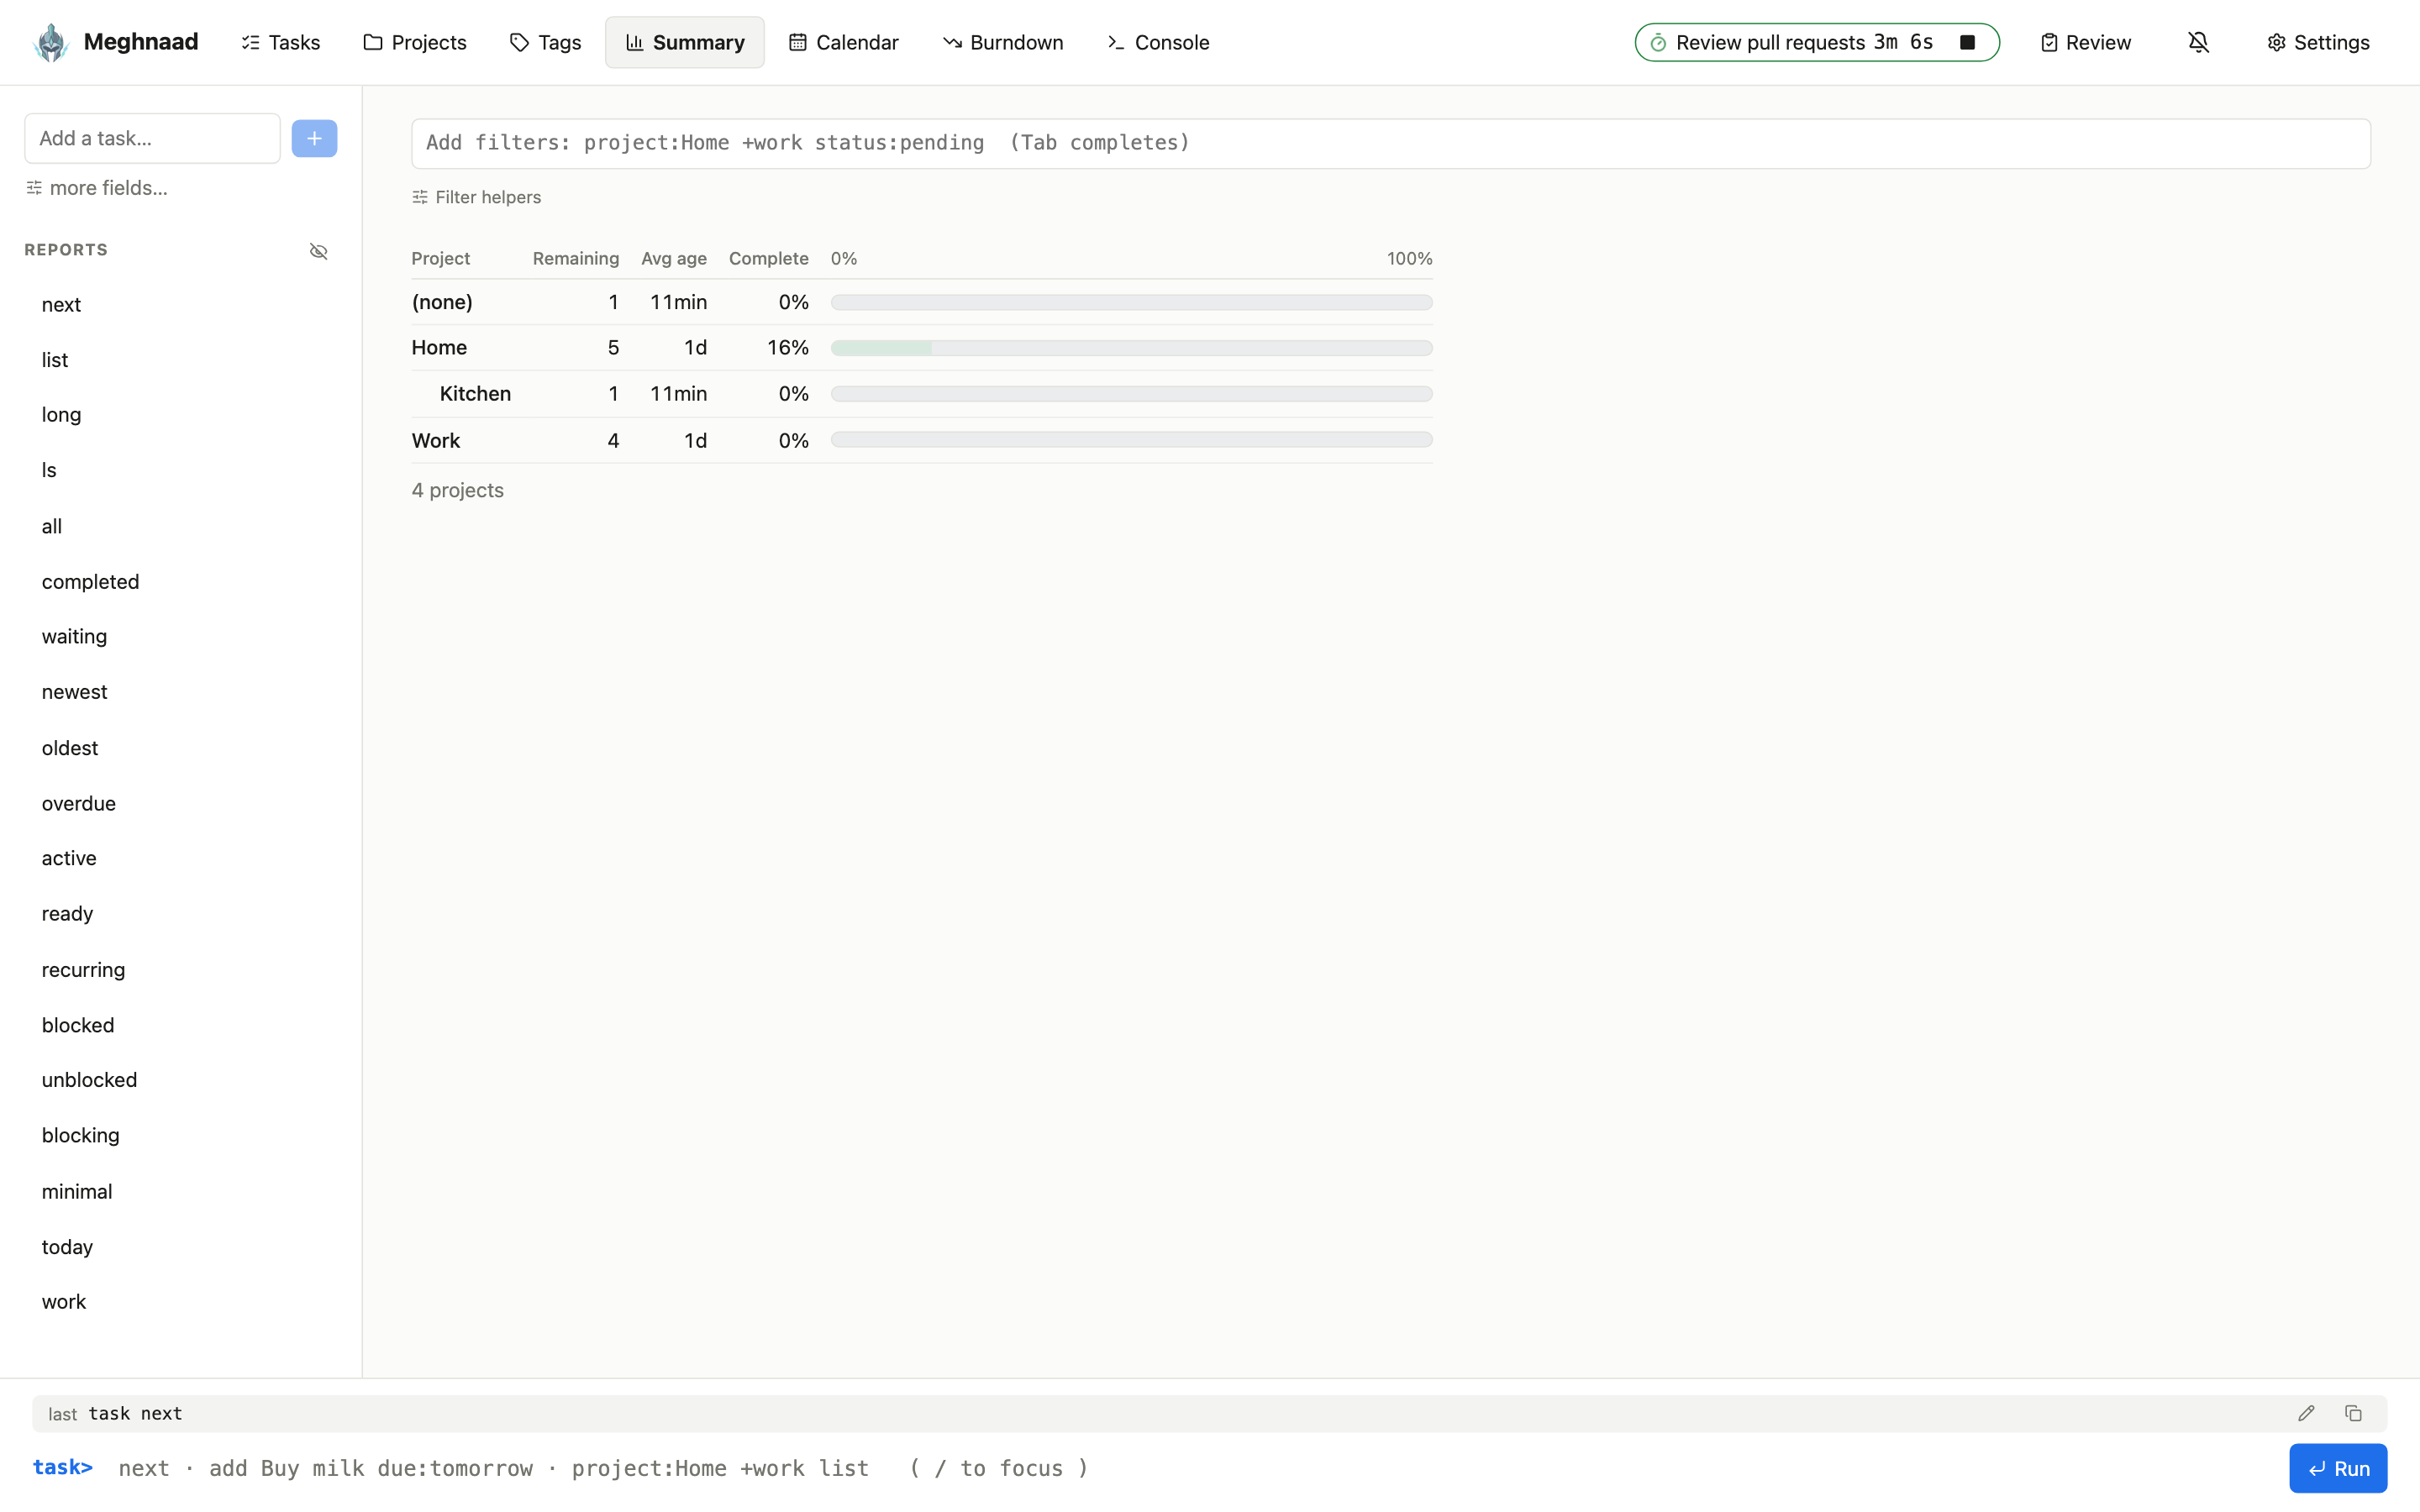 Meghnaad Tasks Projects Tags Summary Calendar Burndown Console Review pull requests 3m 6s Review Settings
Add a task...
more fields...
REPORTS
next
list
long
ls
all
completed
waiting
newest
oldest
overdue
active
ready
recurring
blocked
unblocked
blocking
minimal
today
work
Add filters: project:Home +work status:pending (Tab completes)
Filter helpers
Project Remaining Avg age Complete 0% 100%
(none) 1 11min 0%
Home 5 1d 16%
Kitchen 1 11min 0%
Work 4 1d 0%
4 projects
last task next
task> next · add Buy milk due:tomorrow · project:Home +work list ( / to focus ) Run